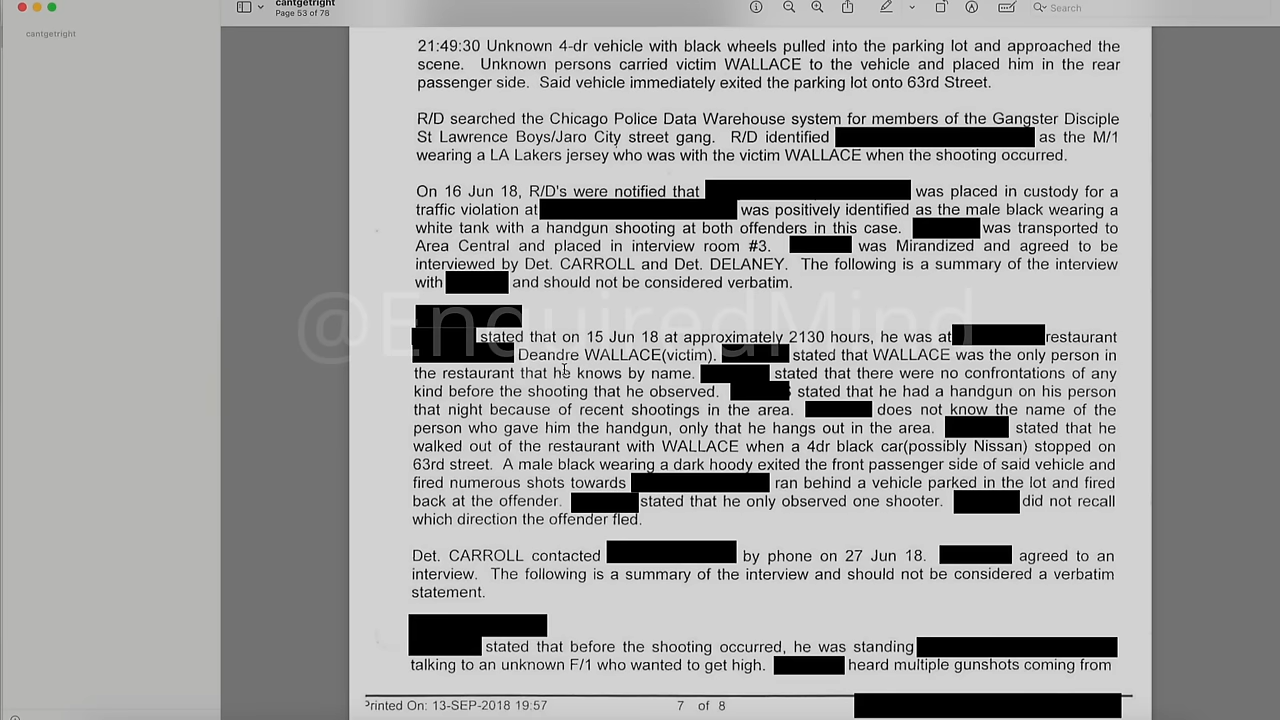 cantgetright
Page 53 of 78
Search
cantgetright
21:49:30 Unknown 4-dr vehicle with black wheels pulled into the parking lot and approached the
scene. Unknown persons carried victim WALLACE to the vehicle and placed him in the rear
passenger side. Said vehicle immediately exited the parking lot onto 63rd Street.
R/D searched the Chicago Police Data Warehouse system for members of the Gangster Disciple
St Lawrence Boys/Jaro City street gang. R/D identified as the M/1
wearing a LA Lakers jersey who was with the victim WALLACE when the shooting occurred.
On 16 Jun 18, R/D's were notified that was placed in custody for a
traffic violation at was positively identified as the male black wearing a
white tank with a handgun shooting at both offenders in this case. was transported to
Area Central and placed in interview room #3. was Mirandized and agreed to be
interviewed by Det. CARROLL and Det. DELANEY. The following is a summary of the interview
with and should not be considered verbatim.
@EnquiredMind
stated that on 15 Jun 18 at approximately 2130 hours, he was at restaurant
Deandre WALLACE(victim). stated that WALLACE was the only person in
the restaurant that he knows by name. stated that there were no confrontations of any
kind before the shooting that he observed. stated that he had a handgun on his person
that night because of recent shootings in the area. does not know the name of the
person who gave him the handgun, only that he hangs out in the area. stated that he
walked out of the restaurant with WALLACE when a 4dr black car(possibly Nissan) stopped on
63rd street. A male black wearing a dark hoody exited the front passenger side of said vehicle and
fired numerous shots towards ran behind a vehicle parked in the lot and fired
back at the offender. stated that he only observed one shooter. did not recall
which direction the offender fled.
Det. CARROLL contacted by phone on 27 Jun 18. agreed to an
interview. The following is a summary of the interview and should not be considered a verbatim
statement.
stated that before the shooting occurred, he was standing
talking to an unknown F/1 who wanted to get high. heard multiple gunshots coming from
Printed On: 13-SEP-2018 19:57 7 of 8